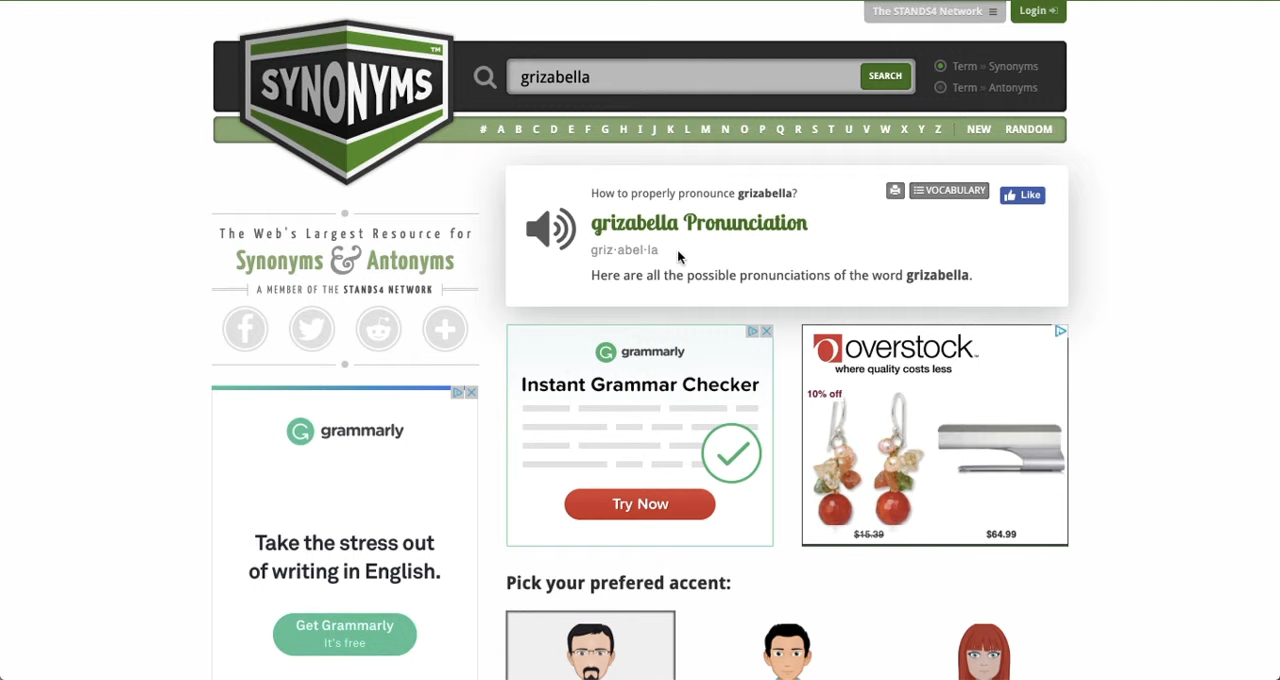 The STANDS4 Network
Login
SYNONYMS™
grizabella
SEARCH
Term » Synonyms
Term » Antonyms
# A B C D E F G H I J K L M N O P Q R S T U V W X Y Z NEW RANDOM
The Web's Largest Resource for
Synonyms & Antonyms
A MEMBER OF THE STANDS4 NETWORK
How to properly pronounce grizabella?
VOCABULARY
Like
grizabella Pronunciation
griz·abel·la
Here are all the possible pronunciations of the word grizabella.
grammarly
Take the stress out
of writing in English.
Get Grammarly
It's free
grammarly
Instant Grammar Checker
Try Now
overstock™
where quality costs less
10% off
$15.39
$64.99
Pick your prefered accent: